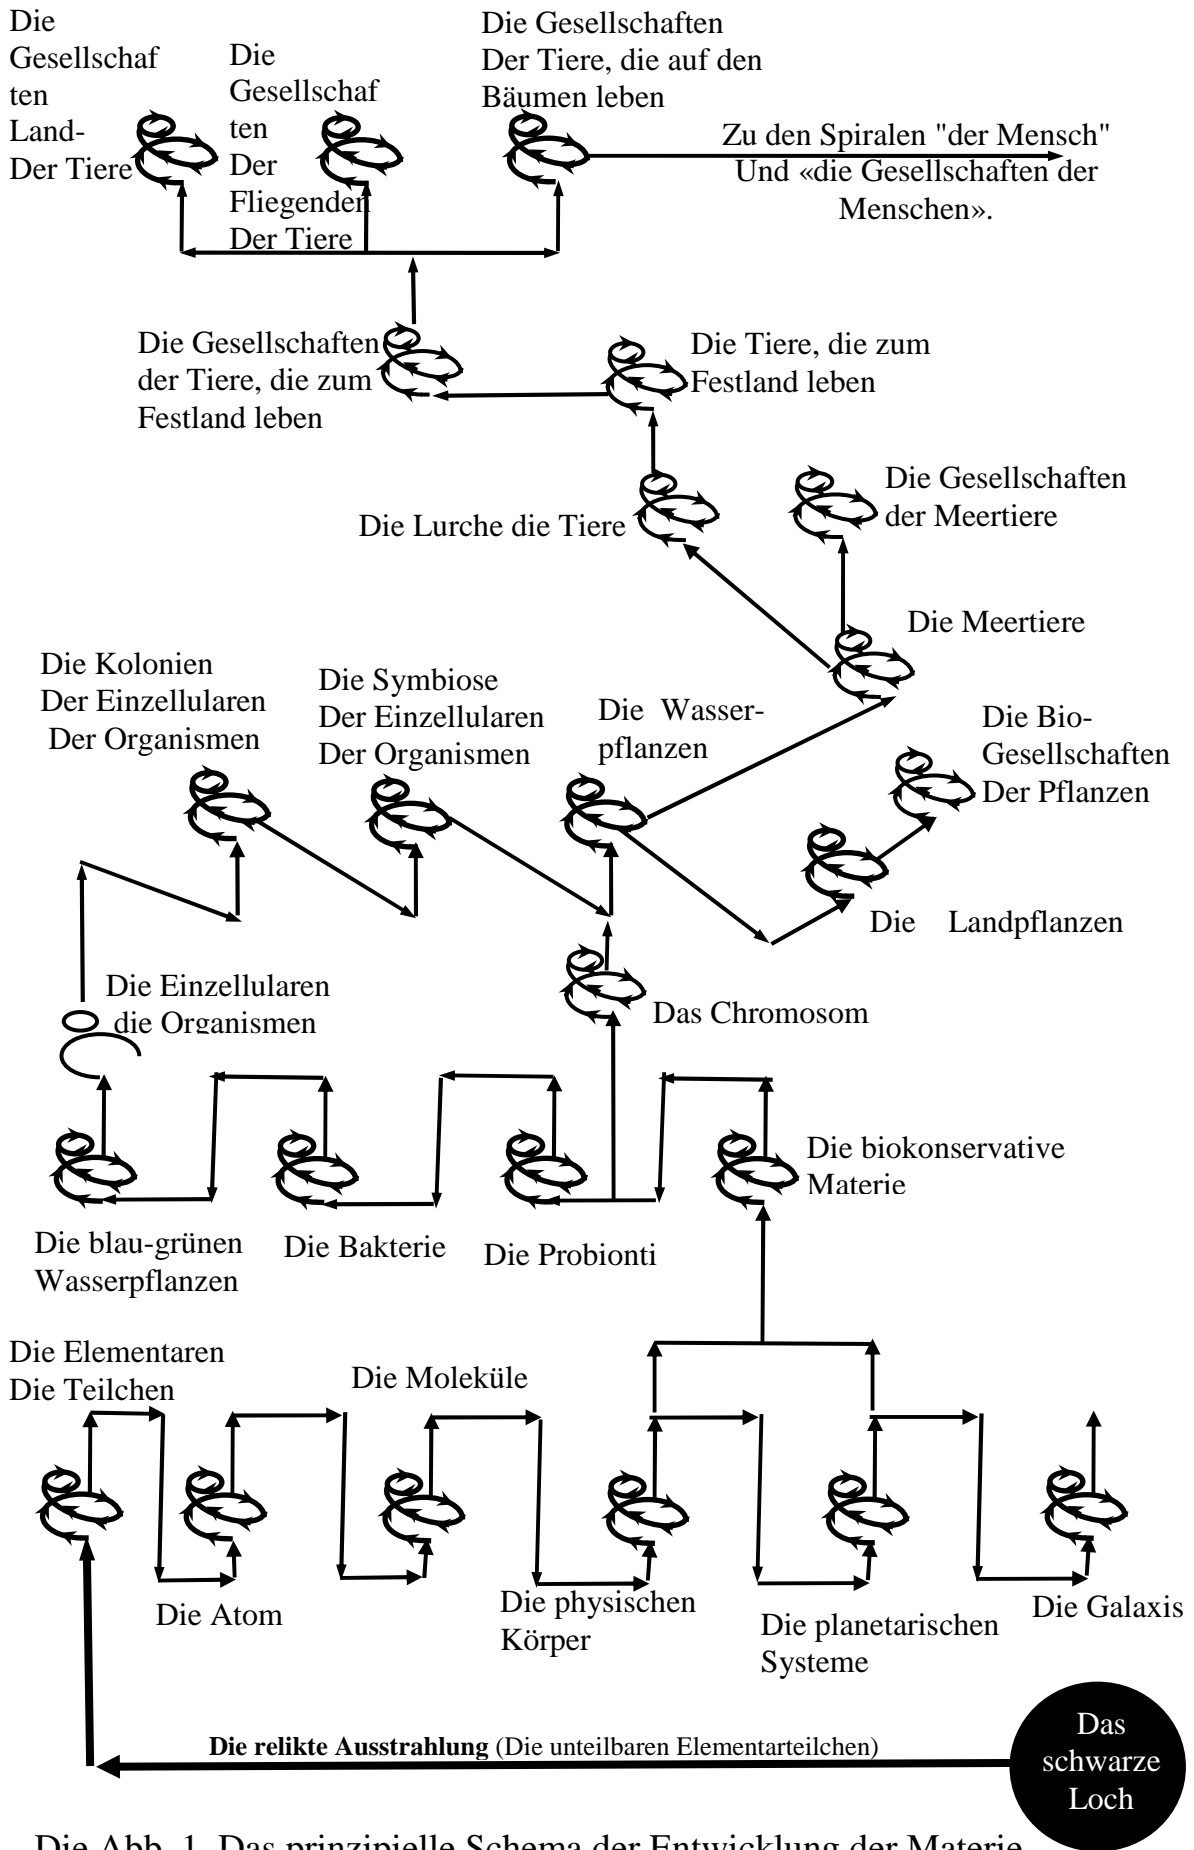 Die
Gesellschaf
ten
Land-
Der Tiere
Die
Gesellschaf
ten
Der
Fliegenden
Der Tiere
Die Gesellschaften
Der Tiere, die auf den
Bäumen leben
Zu den Spiralen "der Mensch"
Und «die Gesellschaften der
Menschen».
Die Gesellschaften
der Tiere, die zum
Festland leben
Die Tiere, die zum
Festland leben
Die Lurche die Tiere
Die Gesellschaften
der Meertiere
Die Meertiere
Die Kolonien
Der Einzellularen
Der Organismen
Die Symbiose
Der Einzellularen
Der Organismen
Die Wasser-
pflanzen
Die Bio-
Gesellschaften
Der Pflanzen
Die Landpflanzen
Die Einzellularen
die Organismen
Das Chromosom
Die biokonservative
Materie
Die blau-grünen
Wasserpflanzen
Die Bakterie
Die Probionti
Die Elementaren
Die Teilchen
Die Moleküle
Die Atom
Die physischen
Körper
Die planetarischen
Systeme
Die Galaxis
Die relikte Ausstrahlung (Die unteilbaren Elementarteilchen)
Das
schwarze
Loch
Die Abb. 1. Das prinzipielle Schema der Entwicklung der Materie